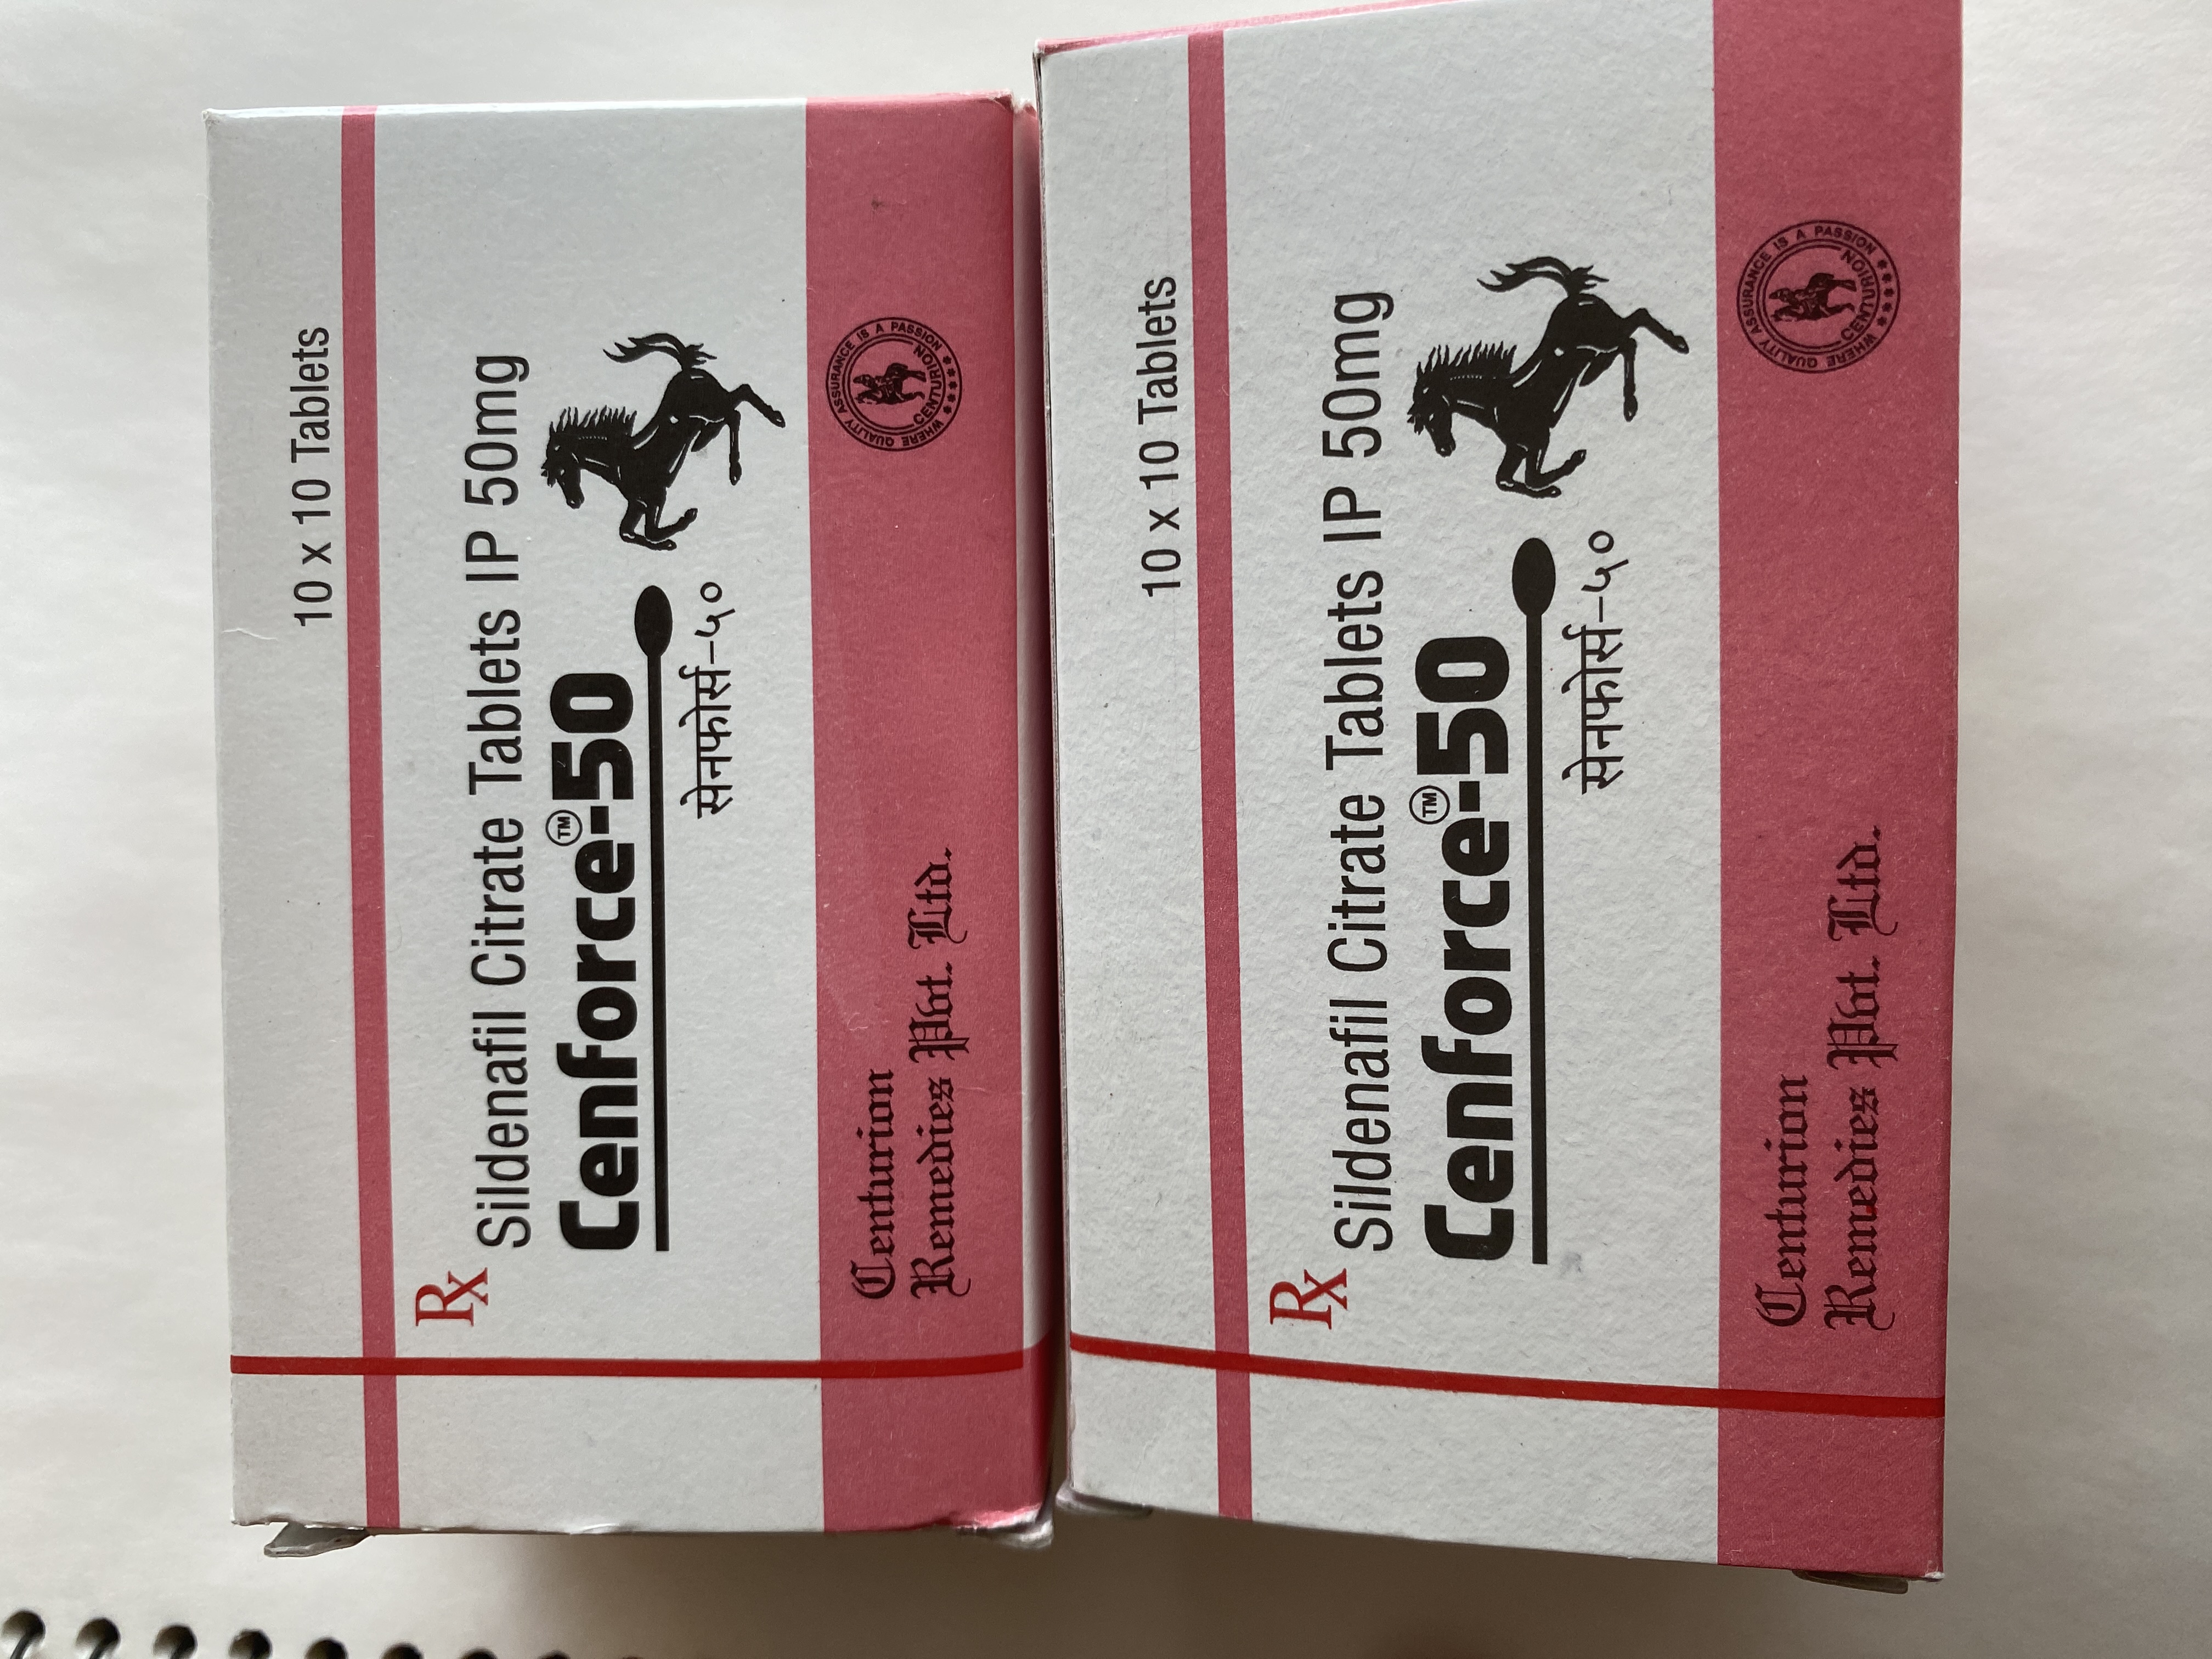 10 x 10 Tablets
Rx
Sildenafil Citrate Tablets IP 50mg
Cenforce™-50
सेनफोर्स-५०
Centurion
Remedies Pvt. Ltd.
WHERE QUALITY ASSURANCE IS A PASSION
CENTURION
10 x 10 Tablets
Rx
Sildenafil Citrate Tablets IP 50mg
Cenforce™-50
सेनफोर्स-५०
Centurion
Remedies Pvt. Ltd.
WHERE QUALITY ASSURANCE IS A PASSION
CENTURION